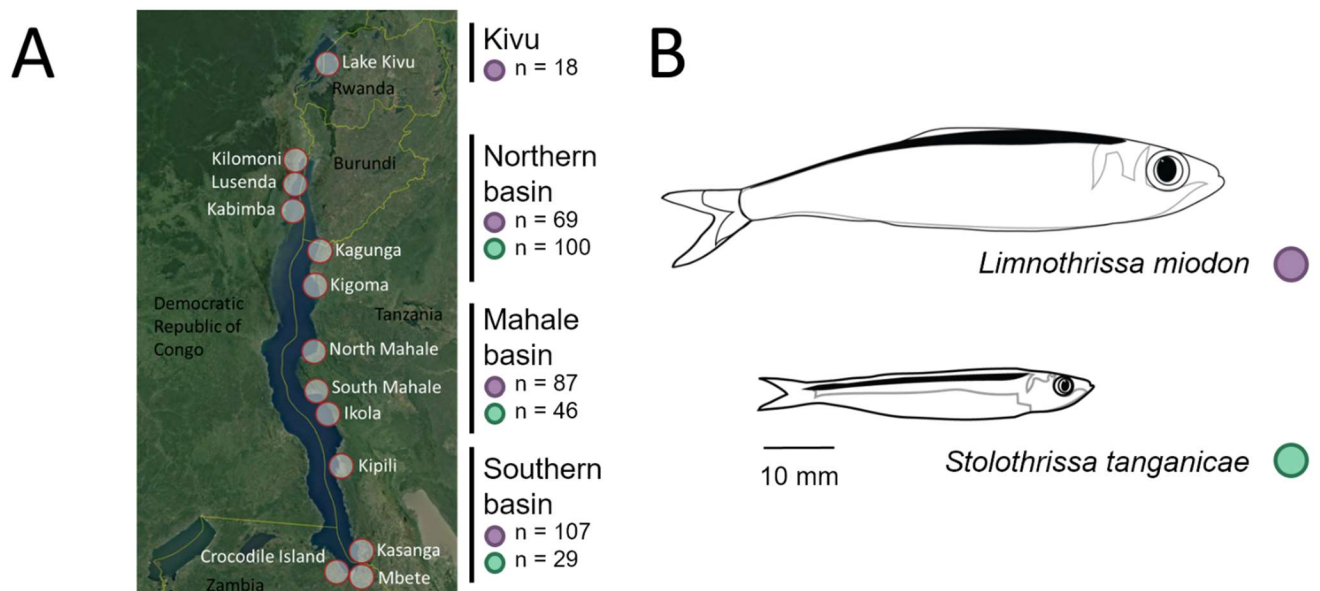 A
Lake Kivu
Rwanda
Kilomoni
Burundi
Lusenda
Kabimba
Kagunga
Kigoma
Democratic
Republic of
Congo
Tanzania
North Mahale
South Mahale
Ikola
Kipili
Crocodile Island
Kasanga
Mbete
Zambia
Kivu
n = 18
Northern
basin
n = 69
n = 100
Mahale
basin
n = 87
n = 46
Southern
basin
n = 107
n = 29
B
Limnothrissa miodon
10 mm
Stolothrissa tanganicae